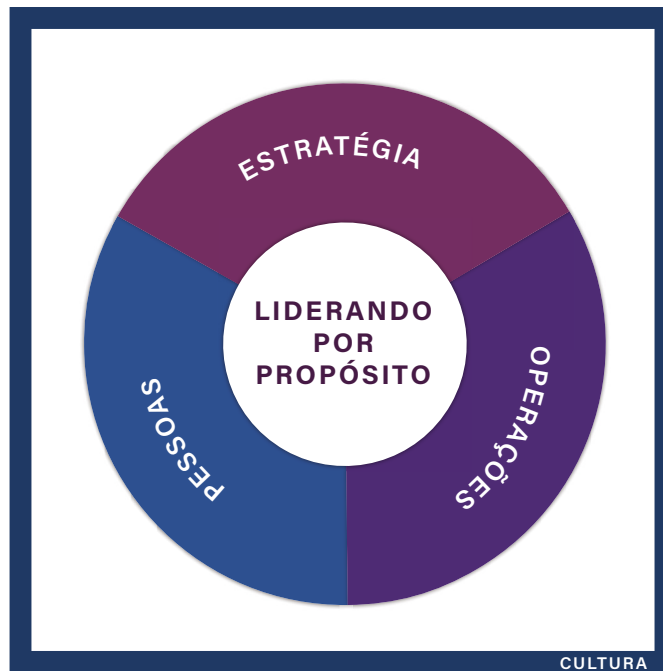 ESTRATÉGIA
LIDERANDO
POR
PROPÓSITO
PESSOAS
OPERAÇÕES
CULTURA